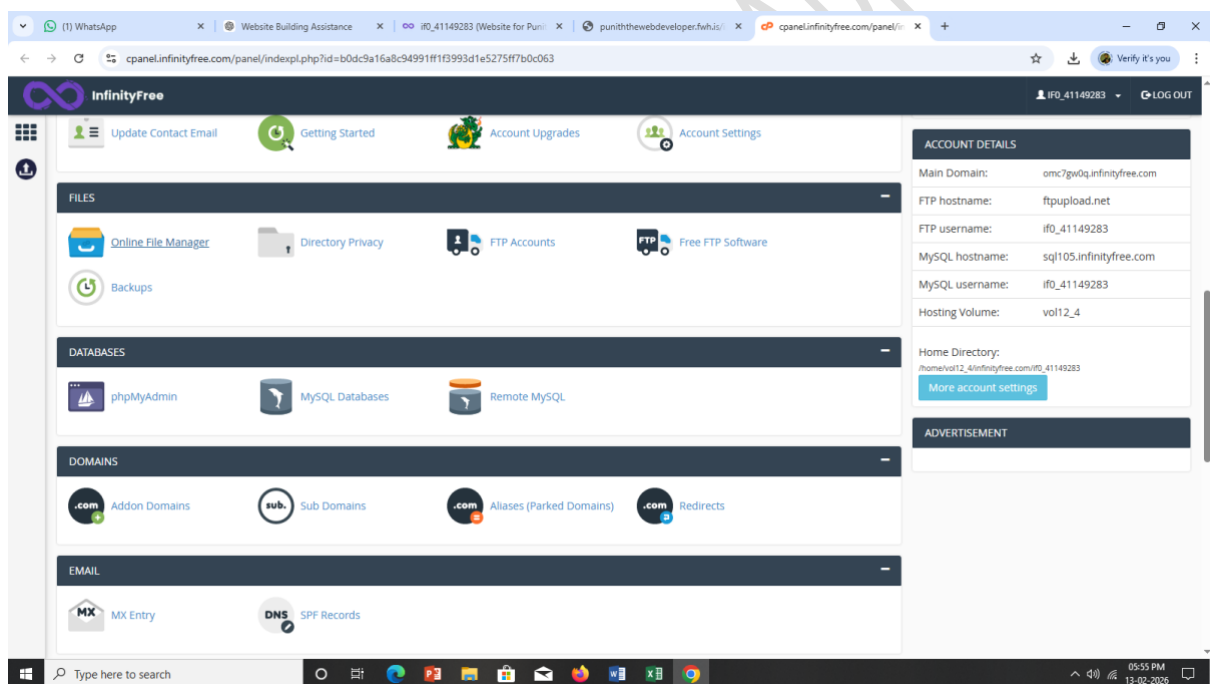 (1) WhatsApp
Website Building Assistance
if0_41149283 (Website for Puni
puniththewebdeveloper.fwh.is/
cpanel.infinityfree.com/panel/in
cpanel.infinityfree.com/panel/indexpl.php?id=b0dc9a16a8c94991ff1f3993d1e5275ff7b0c063
Verify it's you
InfinityFree
IF0_41149283
LOG OUT
Update Contact Email
Getting Started
Account Upgrades
Account Settings
FILES
Online File Manager
Directory Privacy
FTP Accounts
FTP
Free FTP Software
Backups
DATABASES
phpMyAdmin
MySQL Databases
Remote MySQL
DOMAINS
.com
Addon Domains
sub.
Sub Domains
.com
Aliases (Parked Domains)
.com
Redirects
EMAIL
MX
MX Entry
DNS
SPF Records
ACCOUNT DETAILS
Main Domain: omc7gw0q.infinityfree.com
FTP hostname: ftpupload.net
FTP username: if0_41149283
MySQL hostname: sql105.infinityfree.com
MySQL username: if0_41149283
Hosting Volume: vol12_4
Home Directory:
/home/vol12_4/infinityfree.com/if0_41149283
More account settings
ADVERTISEMENT
Type here to search
05:55 PM
13-02-2026